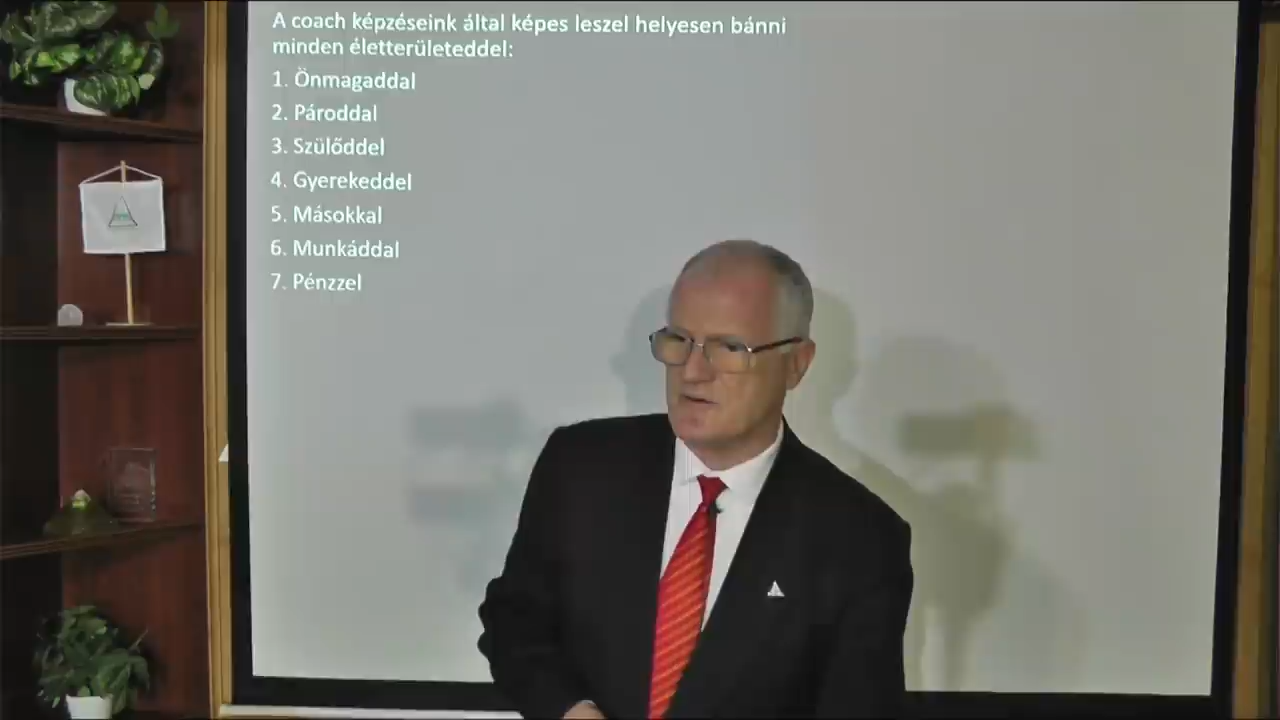 A coach képzéseink által képes leszel helyesen bánni
minden életterületeddel:
1. Önmagaddal
2. Pároddal
3. Szülőddel
4. Gyerekeddel
5. Másokkal
6. Munkáddal
7. Pénzzel